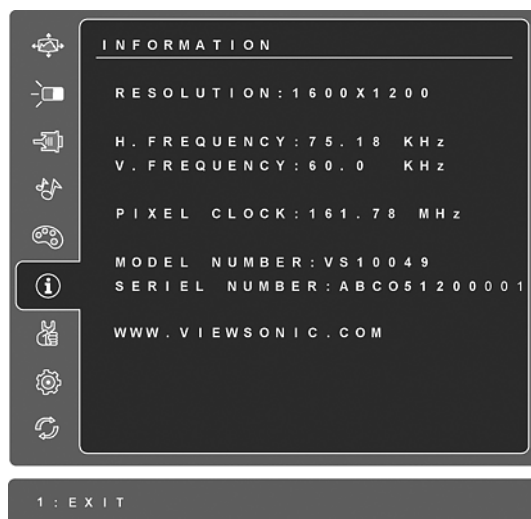 INFORMATION
RESOLUTION:1600X1200
H. FREQUENCY:75.18 KHz
V. FREQUENCY:60.0 KHz
PIXEL CLOCK:161.78 MHz
MODEL NUMBER:VS10049
SERIEL NUMBER:ABCO51200001
WWW.VIEWSONIC.COM
1:EXIT